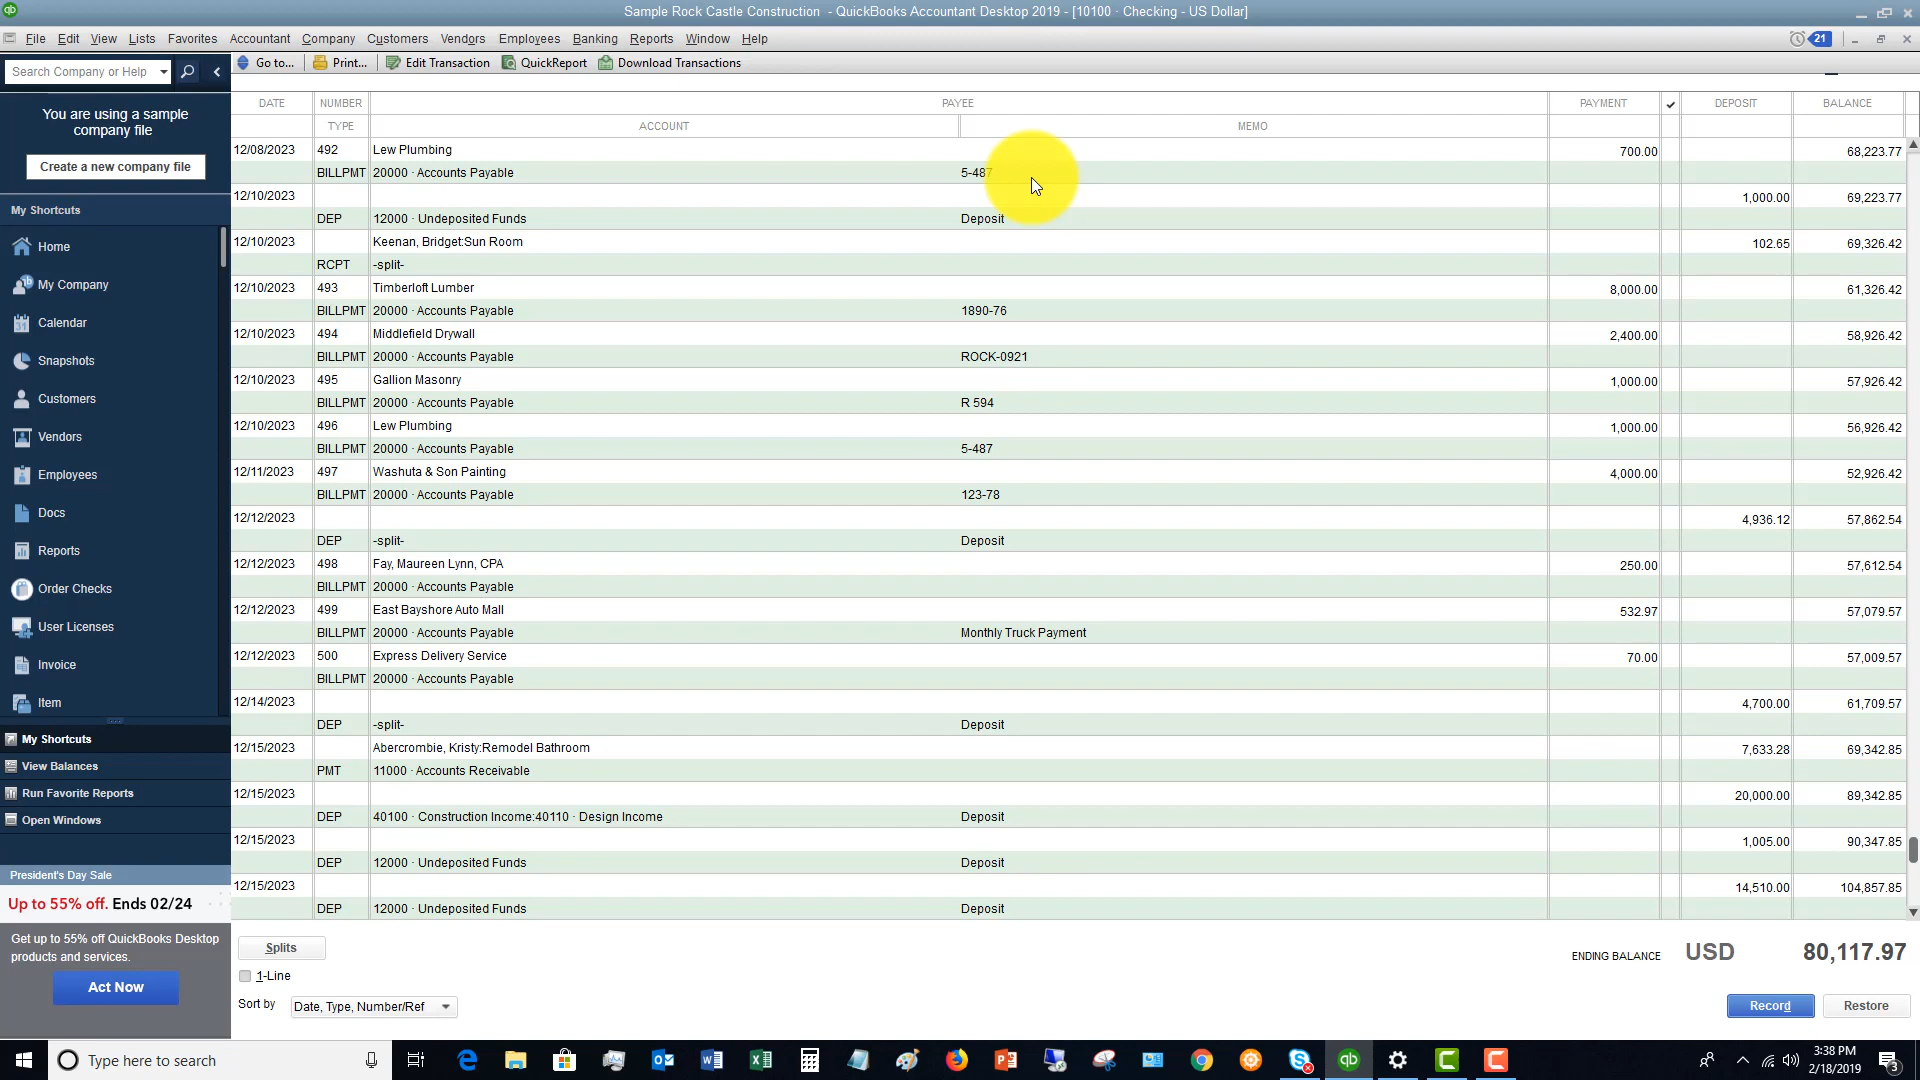 Sample Rock Castle Construction - QuickBooks Accountant Desktop 2019 - [10100 · Checking - US Dollar]
File Edit View Lists Favorites Accountant Company Customers Vendors Employees Banking Reports Window Help 21
Search Company or Help
Go to... Print... Edit Transaction QuickReport Download Transactions
You are using a sample
company file
Create a new company file
My Shortcuts
Home
My Company
Calendar
Snapshots
Customers
Vendors
Employees
Docs
Reports
Order Checks
User Licenses
Invoice
Item
My Shortcuts
View Balances
Run Favorite Reports
Open Windows
President's Day Sale
Up to 55% off. Ends 02/24
Get up to 55% off QuickBooks Desktop
products and services.
Act Now
DATE NUMBER PAYEE PAYMENT ✓ DEPOSIT BALANCE
TYPE ACCOUNT MEMO
12/08/2023 492 Lew Plumbing 700.00 68,223.77
BILLPMT 20000 · Accounts Payable 5-487
12/10/2023 1,000.00 69,223.77
DEP 12000 · Undeposited Funds Deposit
12/10/2023 Keenan, Bridget:Sun Room 102.65 69,326.42
RCPT -split-
12/10/2023 493 Timberloft Lumber 8,000.00 61,326.42
BILLPMT 20000 · Accounts Payable 1890-76
12/10/2023 494 Middlefield Drywall 2,400.00 58,926.42
BILLPMT 20000 · Accounts Payable ROCK-0921
12/10/2023 495 Gallion Masonry 1,000.00 57,926.42
BILLPMT 20000 · Accounts Payable R 594
12/10/2023 496 Lew Plumbing 1,000.00 56,926.42
BILLPMT 20000 · Accounts Payable 5-487
12/11/2023 497 Washuta & Son Painting 4,000.00 52,926.42
BILLPMT 20000 · Accounts Payable 123-78
12/12/2023 4,936.12 57,862.54
DEP -split- Deposit
12/12/2023 498 Fay, Maureen Lynn, CPA 250.00 57,612.54
BILLPMT 20000 · Accounts Payable
12/12/2023 499 East Bayshore Auto Mall 532.97 57,079.57
BILLPMT 20000 · Accounts Payable Monthly Truck Payment
12/12/2023 500 Express Delivery Service 70.00 57,009.57
BILLPMT 20000 · Accounts Payable
12/14/2023 4,700.00 61,709.57
DEP -split- Deposit
12/15/2023 Abercrombie, Kristy:Remodel Bathroom 7,633.28 69,342.85
PMT 11000 · Accounts Receivable
12/15/2023 20,000.00 89,342.85
DEP 40100 · Construction Income:40110 · Design Income Deposit
12/15/2023 1,005.00 90,347.85
DEP 12000 · Undeposited Funds Deposit
12/15/2023 14,510.00 104,857.85
DEP 12000 · Undeposited Funds Deposit
Splits
1-Line
Sort by Date, Type, Number/Ref
ENDING BALANCE USD 80,117.97
Record Restore
Type here to search
3:38 PM
2/18/2019
3